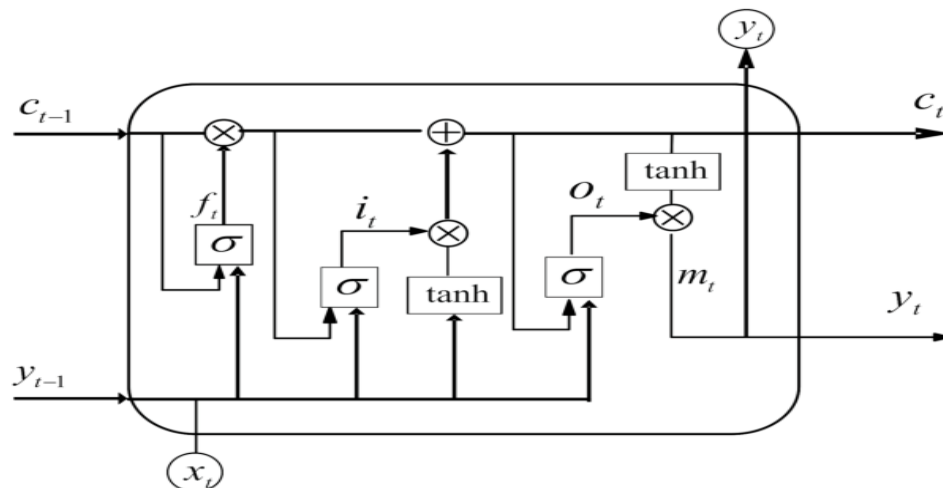 y_t
c_{t-1}
c_t
tanh
f_t
i_t
o_t
σ
σ
tanh
σ
m_t
y_t
y_{t-1}
x_t